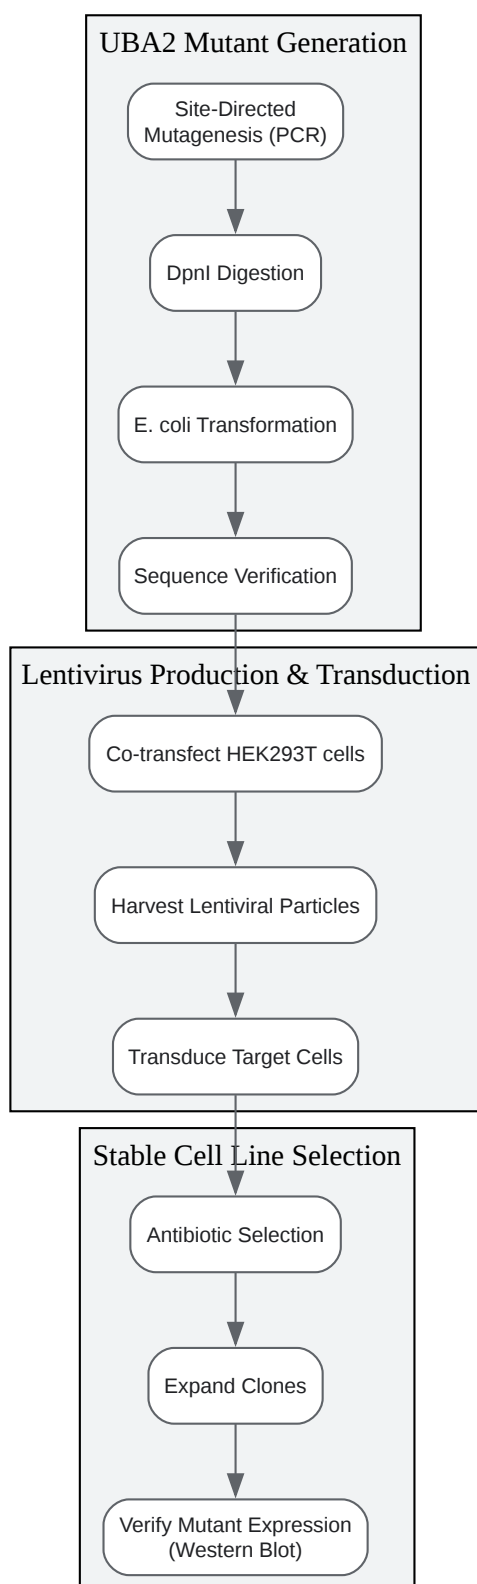 UBA2 Mutant Generation
Site-Directed
Mutagenesis (PCR)
DpnI Digestion
E. coli Transformation
Sequence Verification
Lentivirus Production & Transduction
Co-transfect HEK293T cells
Harvest Lentiviral Particles
Transduce Target Cells
Stable Cell Line Selection
Antibiotic Selection
Expand Clones
Verify Mutant Expression
(Western Blot)